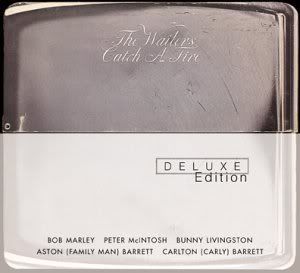 The Wailers
Catch A Fire
DELUXE
Edition
BOB MARLEY PETER McINTOSH BUNNY LIVINGSTON
ASTON (FAMILY MAN) BARRETT CARLTON (CARLY) BARRETT